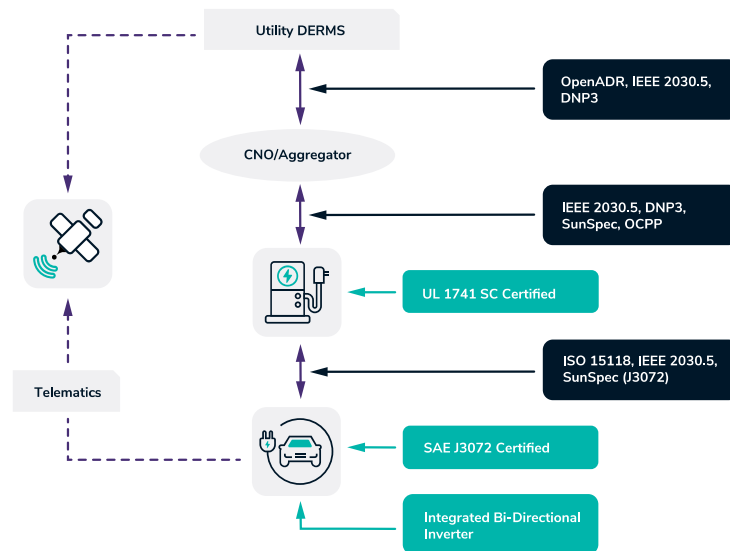 Utility DERMS
OpenADR, IEEE 2030.5,
DNP3
CNO/Aggregator
IEEE 2030.5, DNP3,
SunSpec, OCPP
UL 1741 SC Certified
ISO 15118, IEEE 2030.5,
SunSpec (J3072)
Telematics
SAE J3072 Certified
Integrated Bi-Directional
Inverter